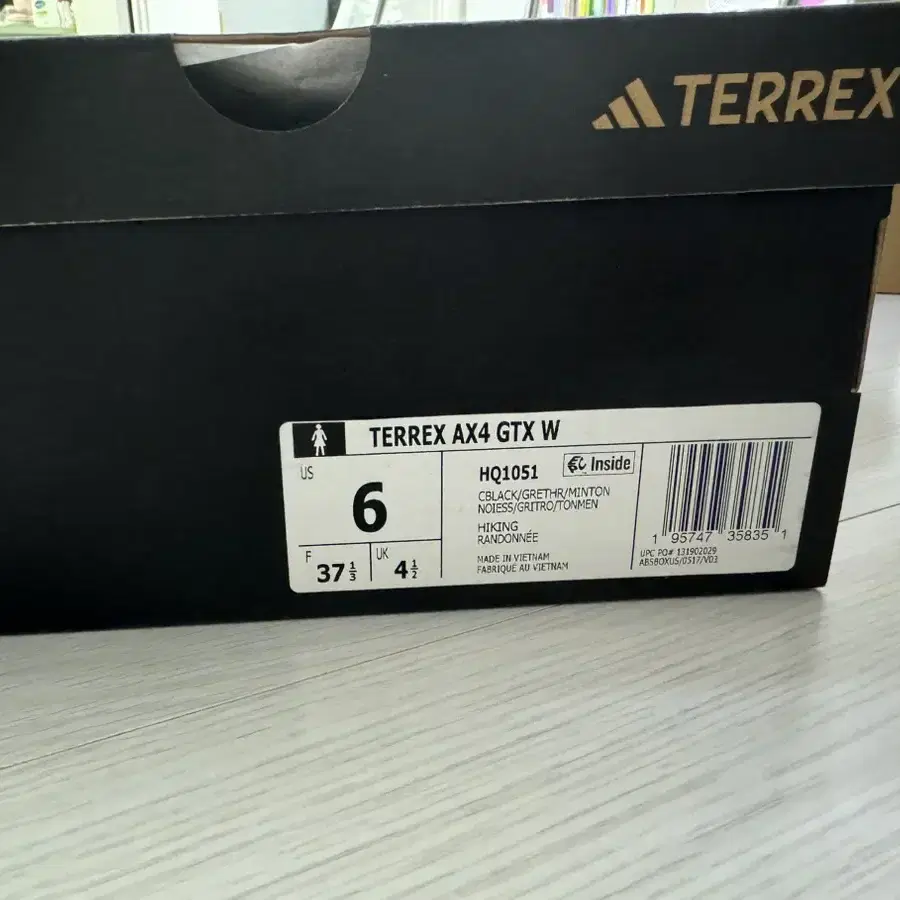 TERREX
TERREX AX4 GTX W
US
6
F
37 1/3
UK
4 1/2
HQ1051
Inside
CBLACK/GRETHR/MINTON
NOIESS/GRITRO/TONMEN
HIKING
RANDONNÉE
MADE IN VIETNAM
FABRIQUÉ AU VIETNAM
1 95747 35835 1
UPC PO# 131902029
ABSBOXUS/0517/V03